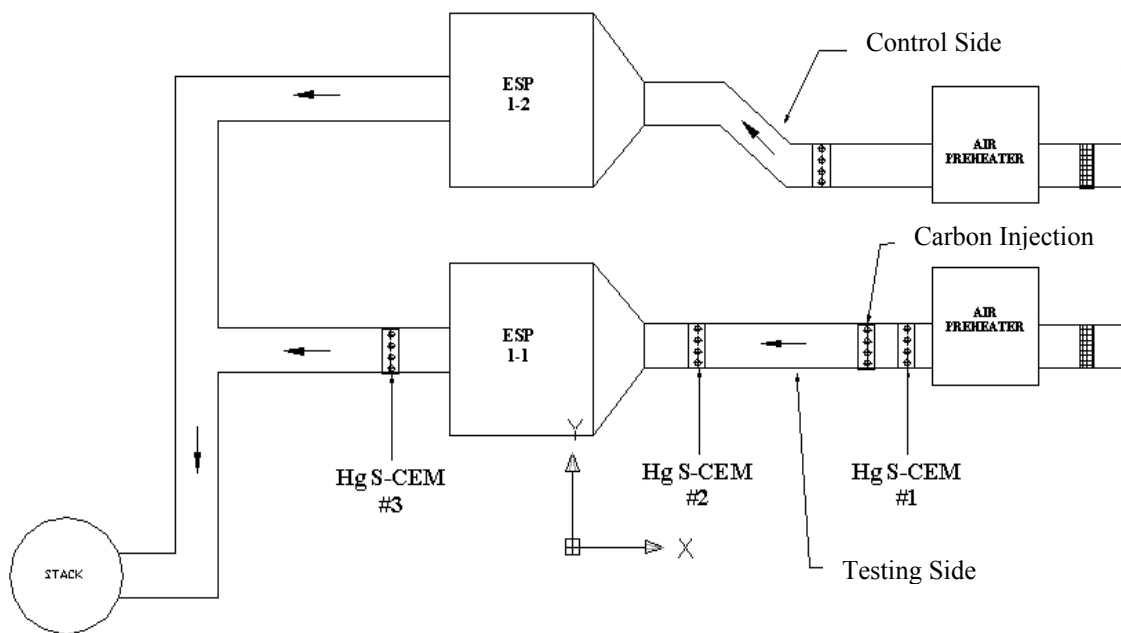 Control Side
ESP
1-2
AIR
PREHEATER
Carbon Injection
ESP
1-1
AIR
PREHEATER
Y
Hg S-CEM
#3
Hg S-CEM
#2
Hg S-CEM
#1
X
STACK
Testing Side